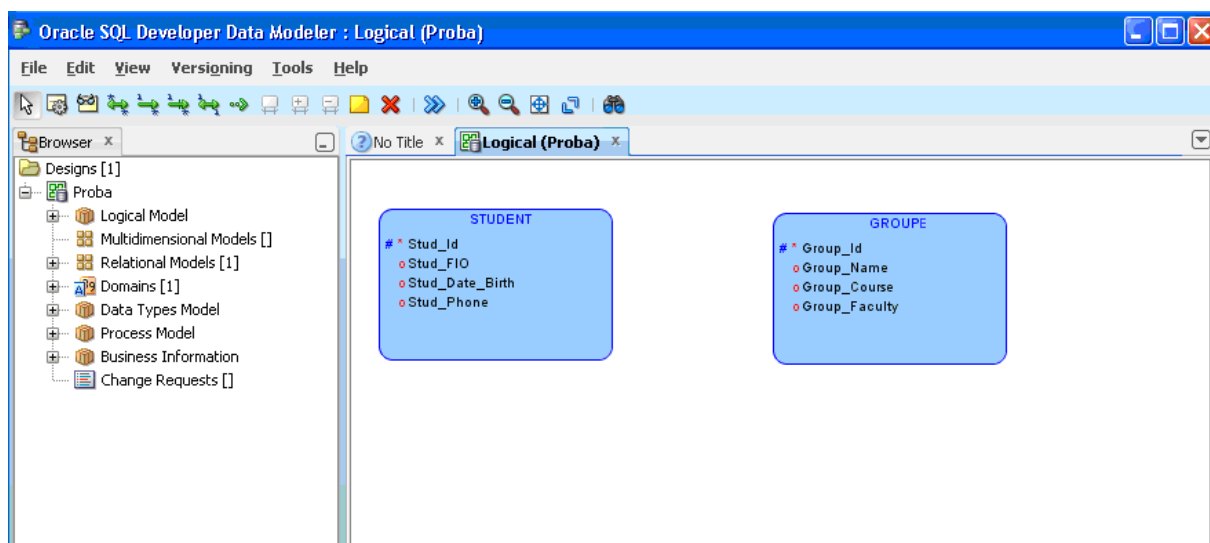 Oracle SQL Developer Data Modeler : Logical (Proba)
File Edit View Versioning Tools Help
Browser x
No Title x Logical (Proba) x
Designs [1]
Proba
Logical Model
Multidimensional Models []
Relational Models [1]
Domains [1]
Data Types Model
Process Model
Business Information
Change Requests []
STUDENT
# * Stud_Id
o Stud_FIO
o Stud_Date_Birth
o Stud_Phone
GROUPE
# * Group_Id
o Group_Name
o Group_Course
o Group_Faculty